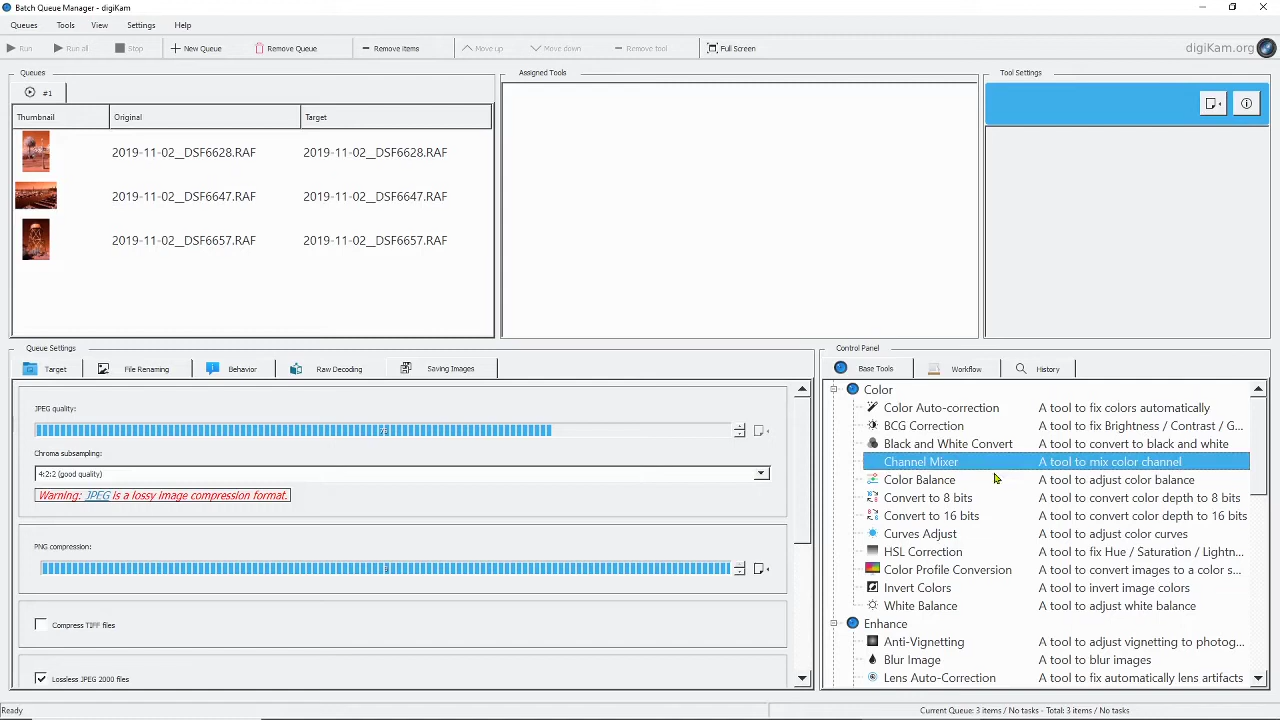 Batch Queue Manager - digiKam
Queues Tools View Settings Help
Run Run all Stop New Queue Remove Queue Remove items Move up Move down Remove tool Full Screen digiKam.org
Queues Assigned Tools Tool Settings
#1
Thumbnail Original Target
2019-11-02__DSF6628.RAF 2019-11-02__DSF6628.RAF
2019-11-02__DSF6647.RAF 2019-11-02__DSF6647.RAF
2019-11-02__DSF6657.RAF 2019-11-02__DSF6657.RAF
Queue Settings
Target File Renaming Behavior Raw Decoding Saving Images
JPEG quality:
Chroma subsampling:
4:2:2 (good quality)
Warning: JPEG is a lossy image compression format.
PNG compression:
9
Compress TIFF files
Lossless JPEG 2000 files
Control Panel
Base Tools Workflow History
Color
Color Auto-correction A tool to fix colors automatically
BCG Correction A tool to fix Brightness / Contrast / G...
Black and White Convert A tool to convert to black and white
Channel Mixer A tool to mix color channel
Color Balance A tool to adjust color balance
Convert to 8 bits A tool to convert color depth to 8 bits
Convert to 16 bits A tool to convert color depth to 16 bits
Curves Adjust A tool to adjust color curves
HSL Correction A tool to fix Hue / Saturation / Lightn...
Color Profile Conversion A tool to convert images to a color s...
Invert Colors A tool to invert image colors
White Balance A tool to adjust white balance
Enhance
Anti-Vignetting A tool to adjust vignetting to photog...
Blur Image A tool to blur images
Lens Auto-Correction A tool to fix automatically lens artifacts
Ready Current Queue: 3 items / No tasks - Total: 3 items / No tasks